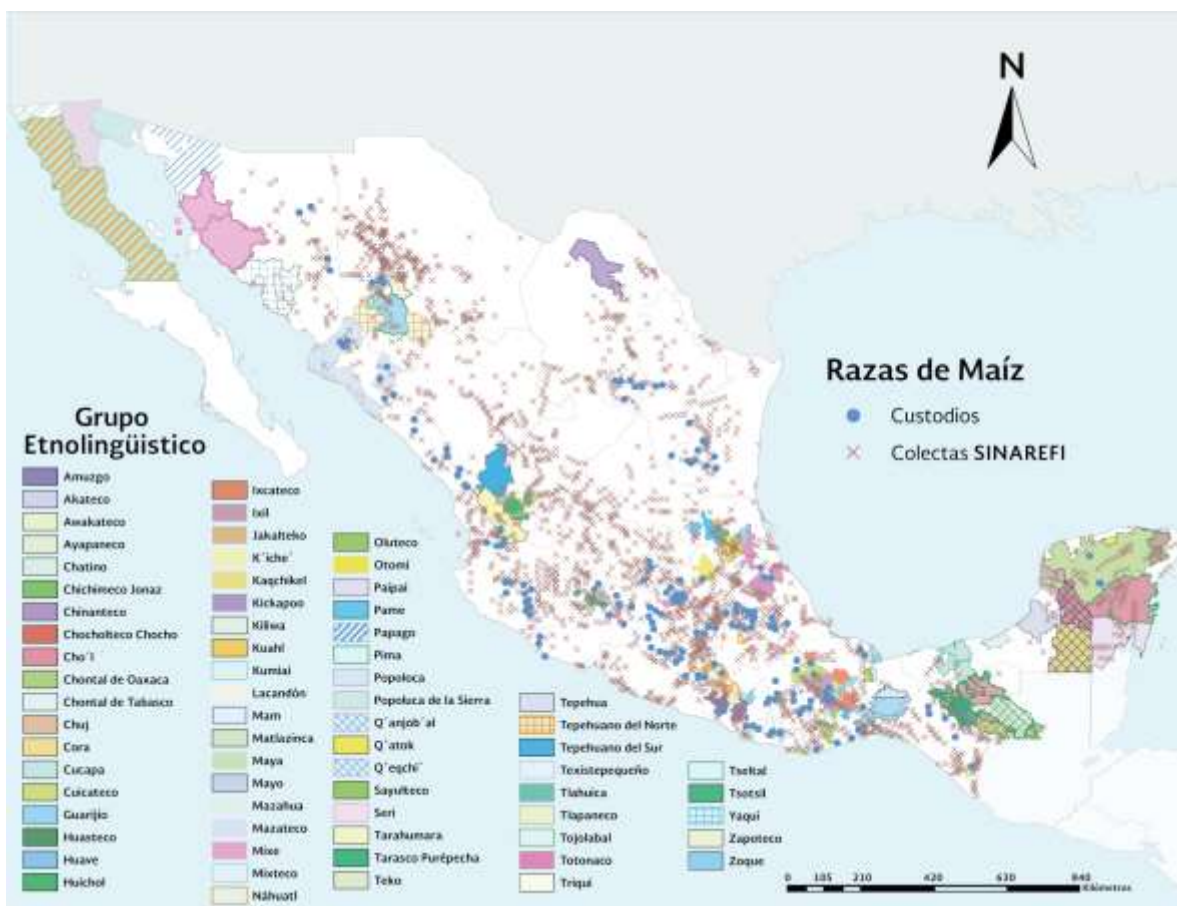 N
Razas de Maíz
Custodios
Colectas SINAREFI
Grupo
Etnolingüistico
Amuzgo
Akateco
Awakateco
Ayapaneco
Chatino
Chichimeco Jonaz
Chinanteco
Chocholteco Chocho
Cho´l
Chontal de Oaxaca
Chontal de Tabasco
Chuj
Cora
Cucapa
Cuicateco
Guarijio
Huasteco
Huave
Huichol
Ixcateco
Ixil
Jakalteko
K´iche´
Kaqchikel
Kickapoo
Kiliwa
Kuahl
Kumiai
Lacandón
Mam
Matlazinca
Maya
Mayo
Mazahua
Mazateco
Mixe
Mixteco
Náhuatl
Oluteco
Otomi
Paipai
Pame
Papago
Pima
Popoloca
Popoluca de la Sierra
Q´anjob´al
Q´atok
Q´eqchi´
Sayulteco
Seri
Tarahumara
Tarasco Purépecha
Teko
Tepehua
Tepehuano del Norte
Tepehuano del Sur
Texistepequeño
Tlahuica
Tlapaneco
Tojolabal
Totonaco
Triqui
Tseltal
Tsotsil
Yaqui
Zapoteco
Zoque
0 105 210 420 630 840
Kilómetros